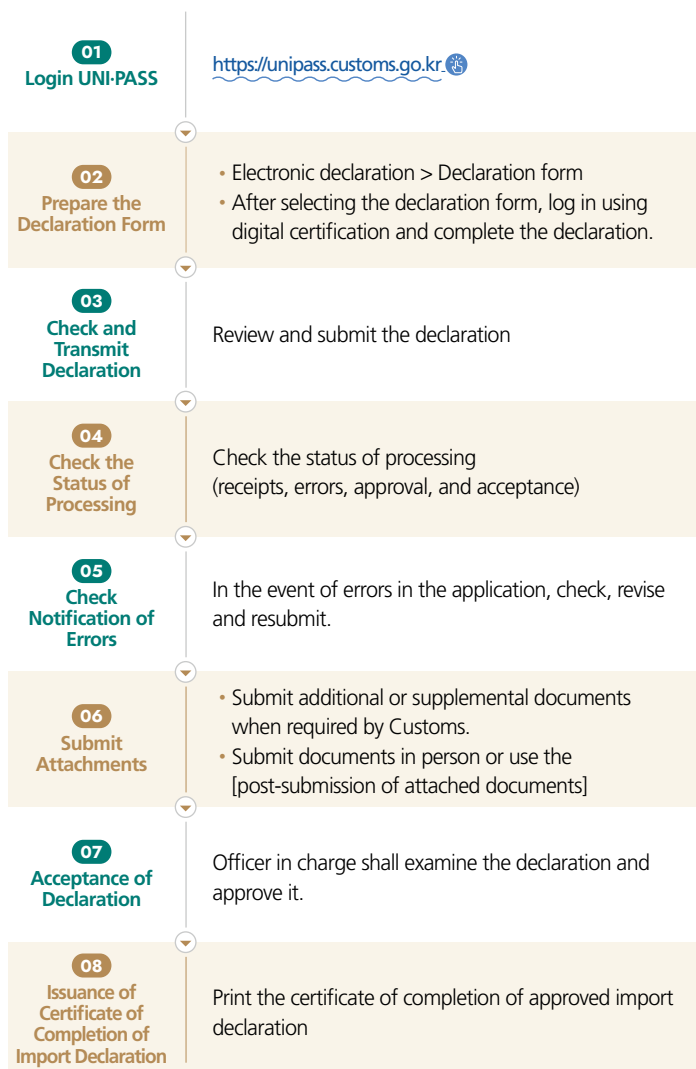 01
Login UNI·PASS
https://unipass.customs.go.kr
02
Prepare the
Declaration Form
• Electronic declaration > Declaration form
• After selecting the declaration form, log in using
digital certification and complete the declaration.
03
Check and
Transmit
Declaration
Review and submit the declaration
04
Check the
Status of
Processing
Check the status of processing
(receipts, errors, approval, and acceptance)
05
Check
Notification of
Errors
In the event of errors in the application, check, revise
and resubmit.
06
Submit
Attachments
• Submit additional or supplemental documents
when required by Customs.
• Submit documents in person or use the
[post-submission of attached documents]
07
Acceptance of
Declaration
Officer in charge shall examine the declaration and
approve it.
08
Issuance of
Certificate of
Completion of
Import Declaration
Print the certificate of completion of approved import
declaration